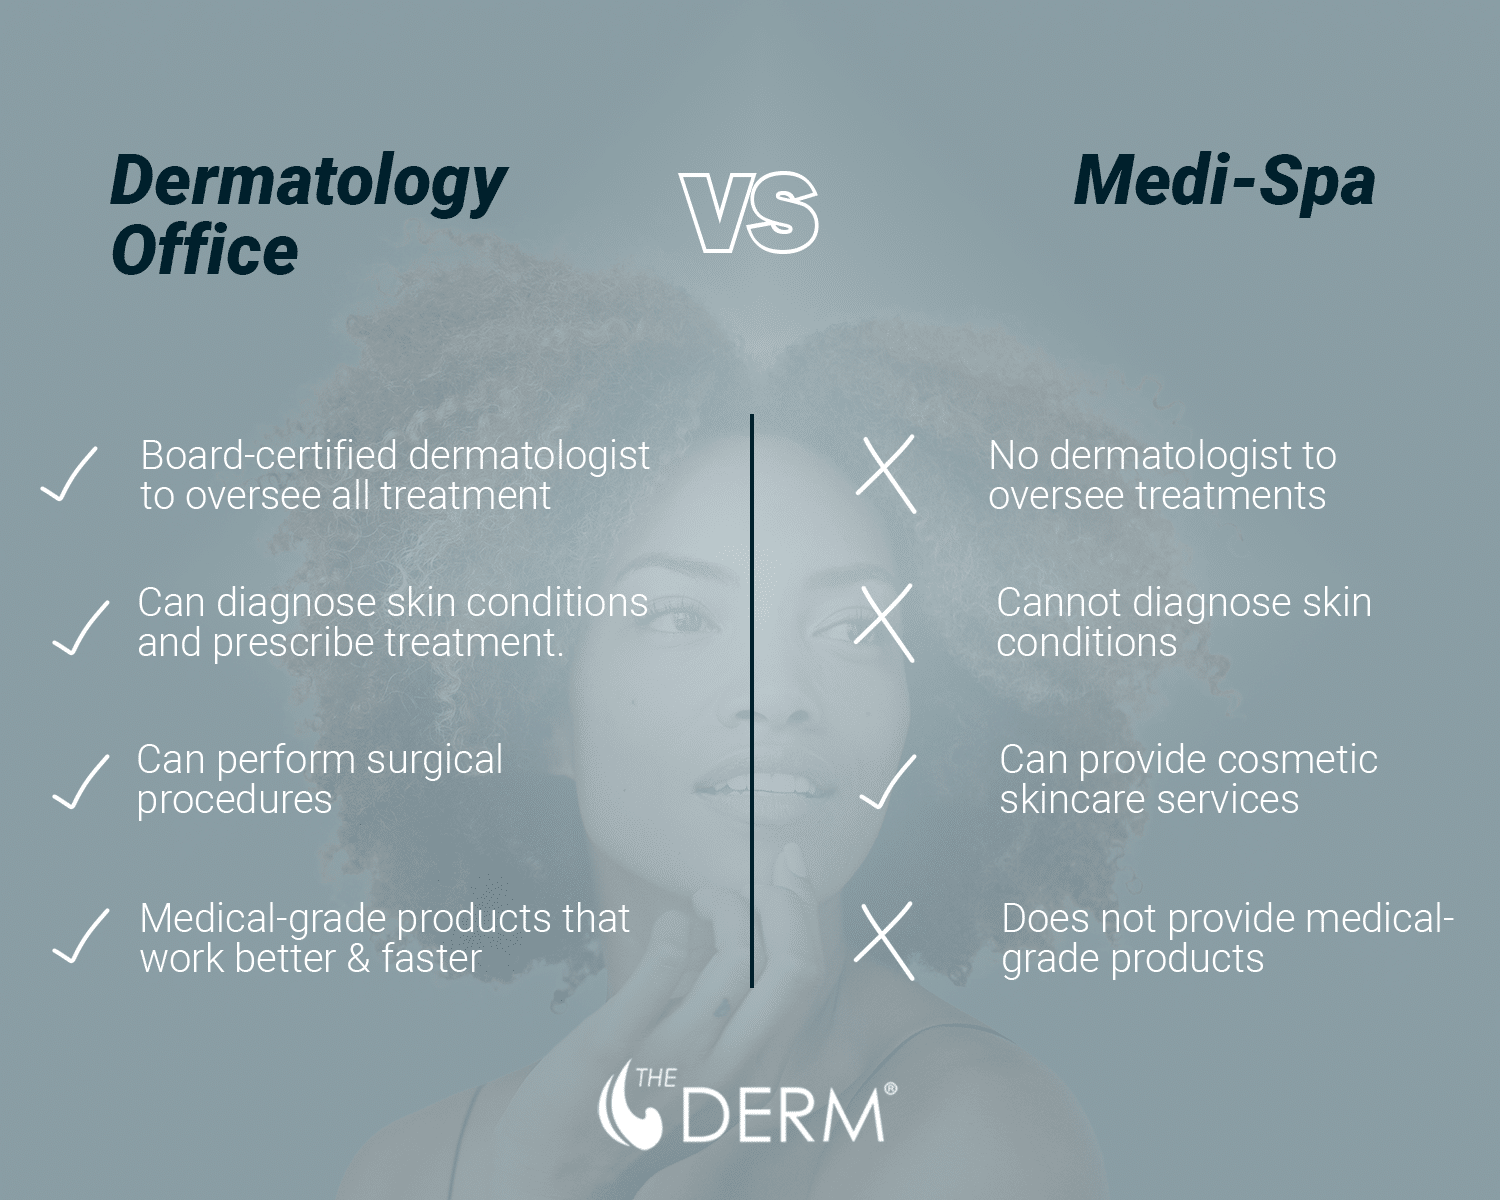 Dermatology
Office
VS
Medi-Spa
Board-certified dermatologist
to oversee all treatment
Can diagnose skin conditions
and prescribe treatment.
Can perform surgical
procedures
Medical-grade products that
work better & faster
No dermatologist to
oversee treatments
Cannot diagnose skin
conditions
Can provide cosmetic
skincare services
Does not provide medical-
grade products
THE
DERM®